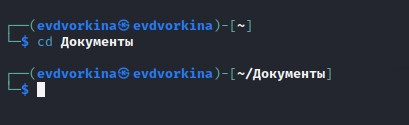 ┌──(evdvorkina㉿evdvorkina)-[~]
└─$ cd Документы
┌──(evdvorkina㉿evdvorkina)-[~/Документы]
└─$